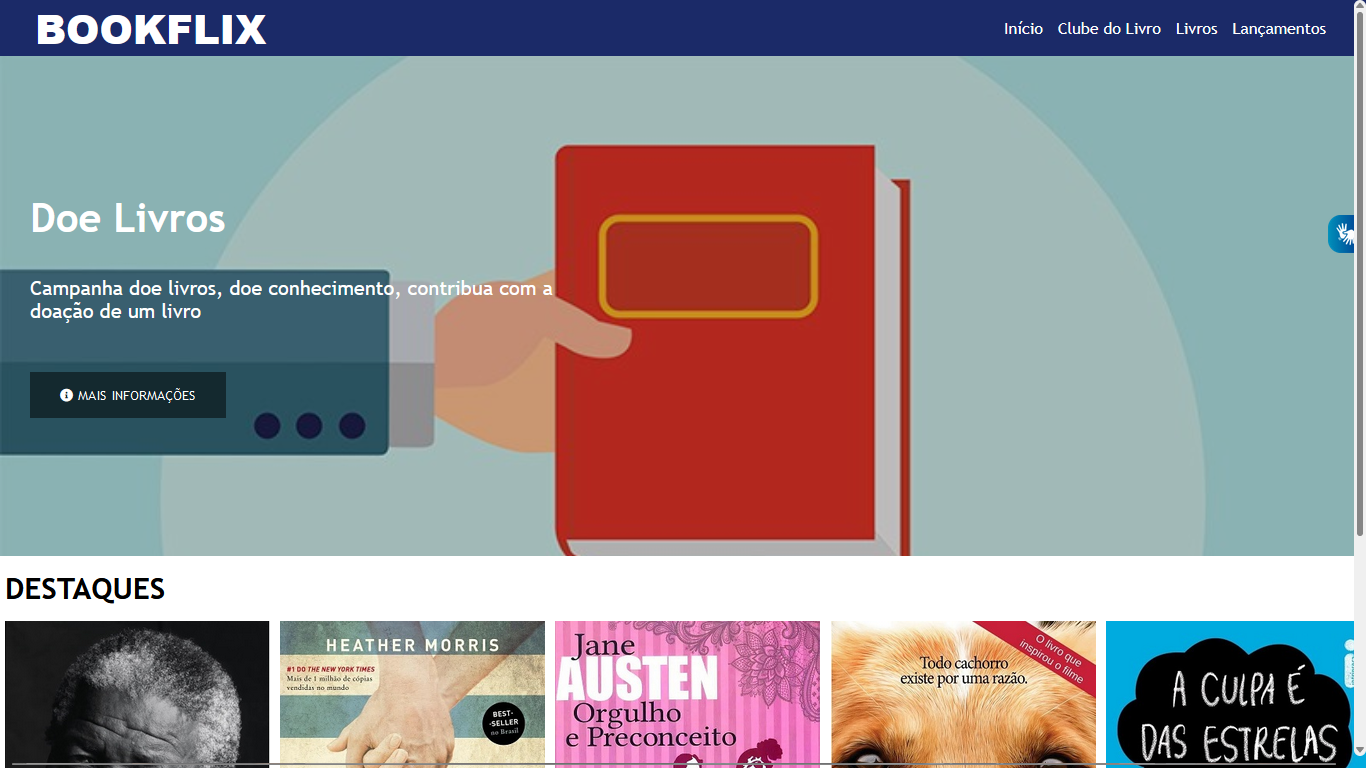 BOOKFLIX
Início Clube do Livro Livros Lançamentos
Doe Livros
Campanha doe livros, doe conhecimento, contribua com a
doação de um livro
MAIS INFORMAÇÕES
DESTAQUES
HEATHER MORRIS
#1 DO THE NEW YORK TIMES
Mais de 1 milhão de cópias
vendidas no mundo
BEST-
-SELLER
no Brasil
Jane
AUSTEN
Orgulho
e Preconceito
O livro que
inspirou o filme
Todo cachorro
existe por uma razão.
A CULPA É
DAS ESTRELAS